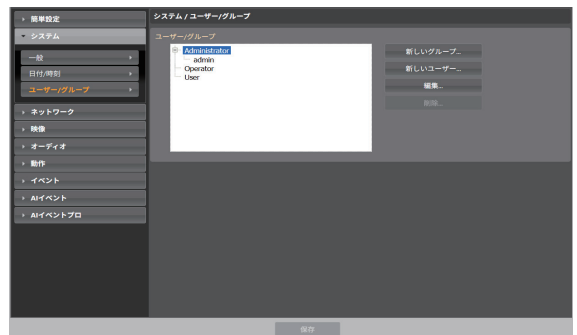 簡単設定
システム
一般
日付/時刻
ユーザー/グループ
ネットワーク
映像
オーディオ
動作
イベント
AIイベント
AIイベントプロ
システム / ユーザー/グループ
ユーザー/グループ
Administrator
admin
Operator
User
新しいグループ...
新しいユーザー...
編集...
削除...
保存